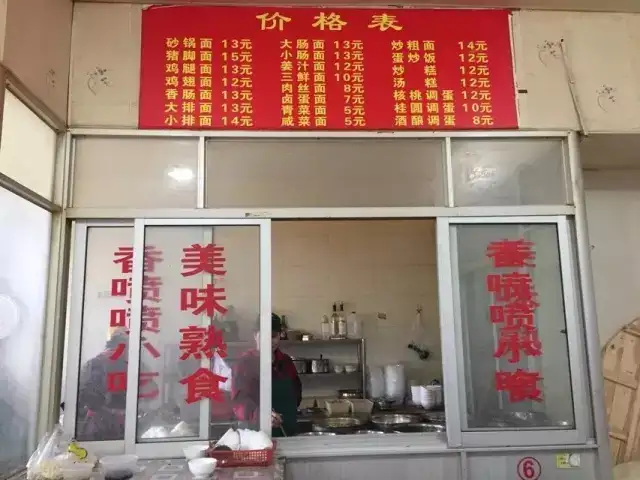 价格表
砂锅面 13元
猪脚面 15元
鸡腿面 13元
鸡翅面 12元
香肠面 13元
大排面 13元
小排面 14元
大肠面 13元
小肠面 13元
姜汁面 12元
三鲜面 10元
肉丝面 8元
卤蛋面 7元
青菜面 5元
咸菜面 5元
炒粗面 14元
蛋炒饭 12元
炒糕 12元
汤糕 12元
核桃调蛋 12元
桂圆调蛋 10元
酒酿调蛋 8元
香喷喷小吃
美味熟食
6